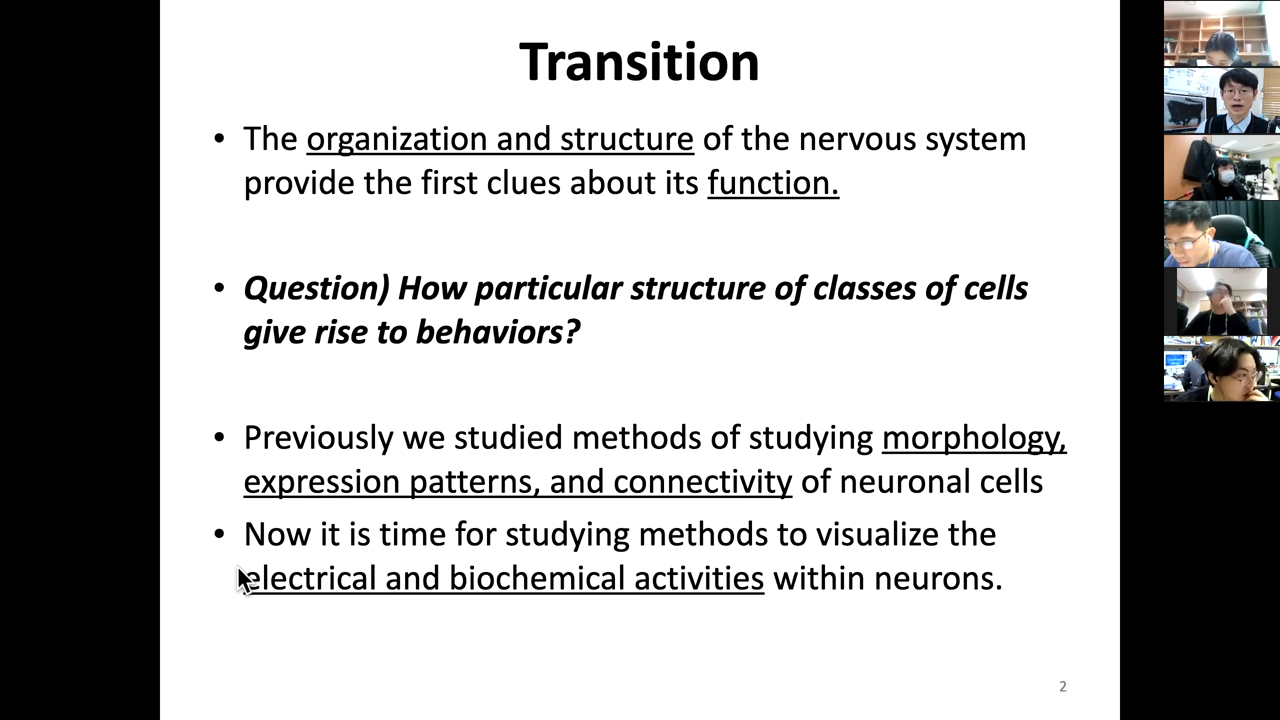 Transition
• The organization and structure of the nervous system
provide the first clues about its function.
• Question) How particular structure of classes of cells
give rise to behaviors?
• Previously we studied methods of studying morphology,
expression patterns, and connectivity of neuronal cells
• Now it is time for studying methods to visualize the
electrical and biochemical activities within neurons.
2